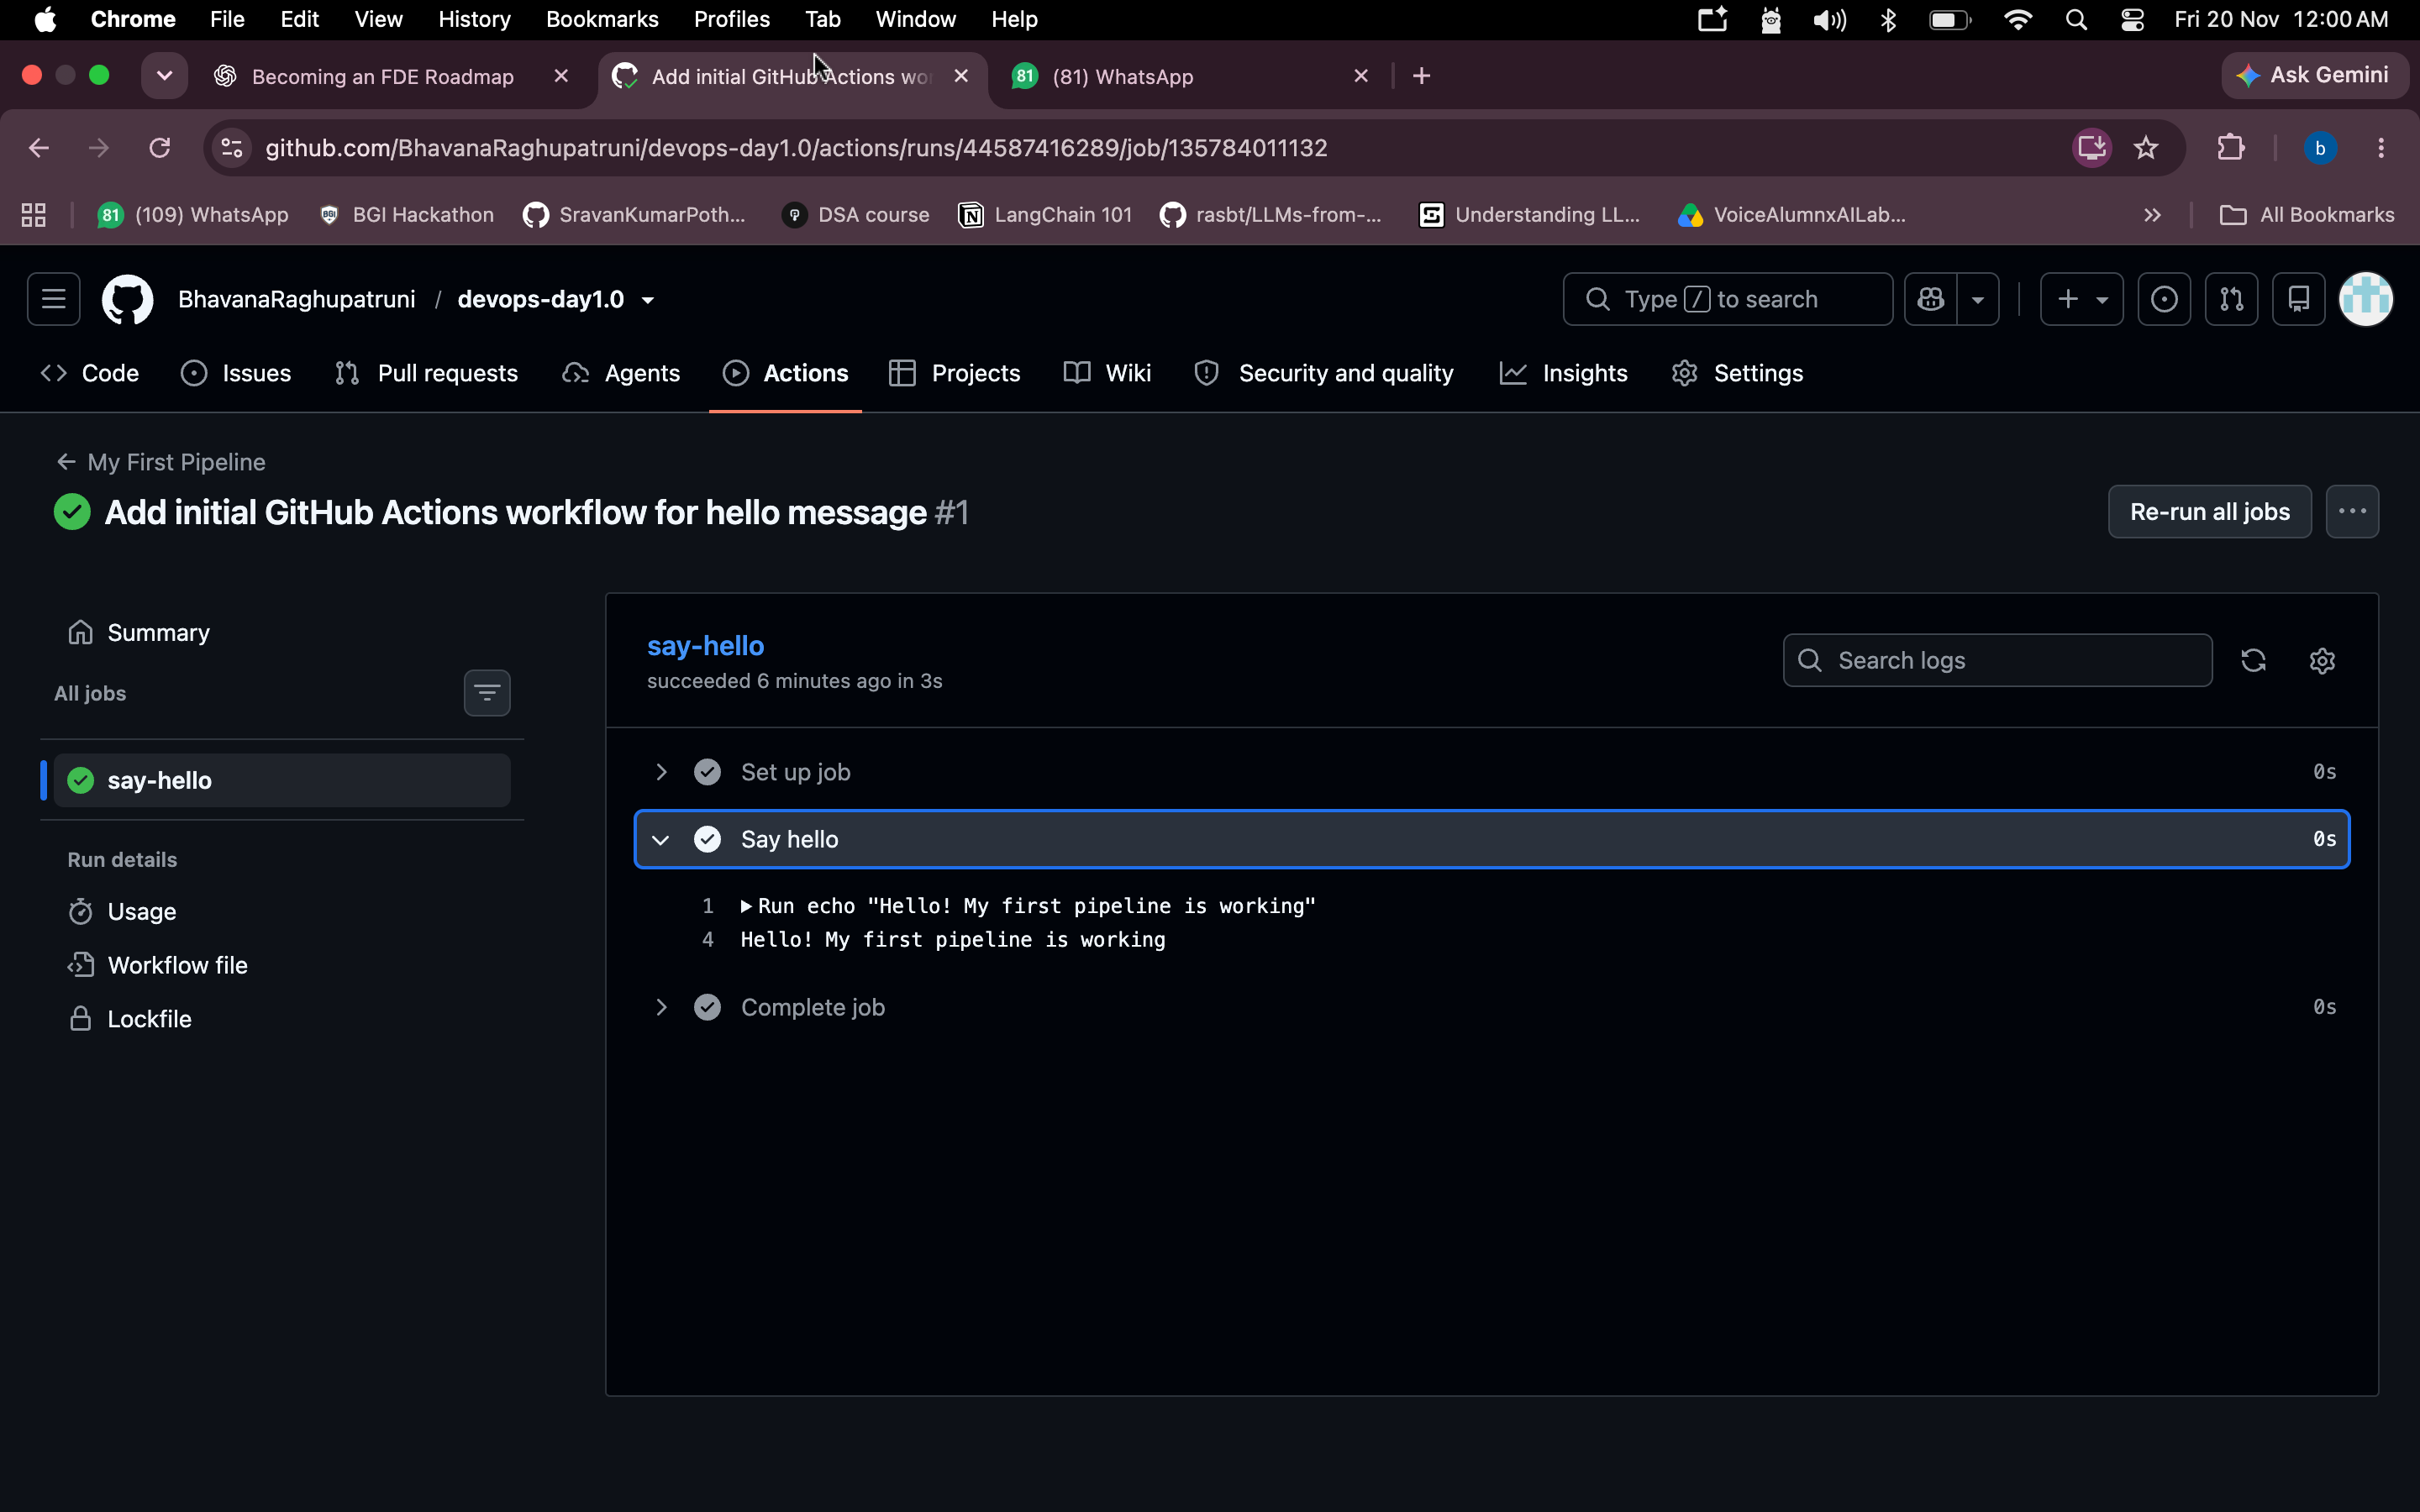 Chrome File Edit View History Bookmarks Profiles Tab Window Help Fri 20 Nov 12:00 AM
Becoming an FDE Roadmap Add initial GitHub Actions wor 81 (81) WhatsApp Ask Gemini
github.com/BhavanaRaghupatruni/devops-day1.0/actions/runs/44587416289/job/135784011132 b
81 (109) WhatsApp BGI BGI Hackathon SravanKumarPoth... DSA course LangChain 101 rasbt/LLMs-from-... Understanding LL... VoiceAlumnxAILab... All Bookmarks
BhavanaRaghupatruni / devops-day1.0 Type / to search
Code Issues Pull requests Agents Actions Projects Wiki Security and quality Insights Settings
My First Pipeline
Add initial GitHub Actions workflow for hello message #1 Re-run all jobs
Summary
All jobs
say-hello
Run details
Usage
Workflow file
Lockfile
say-hello
succeeded 6 minutes ago in 3s
Search logs
Set up job 0s
Say hello 0s
1 Run echo "Hello! My first pipeline is working"
4 Hello! My first pipeline is working
Complete job 0s